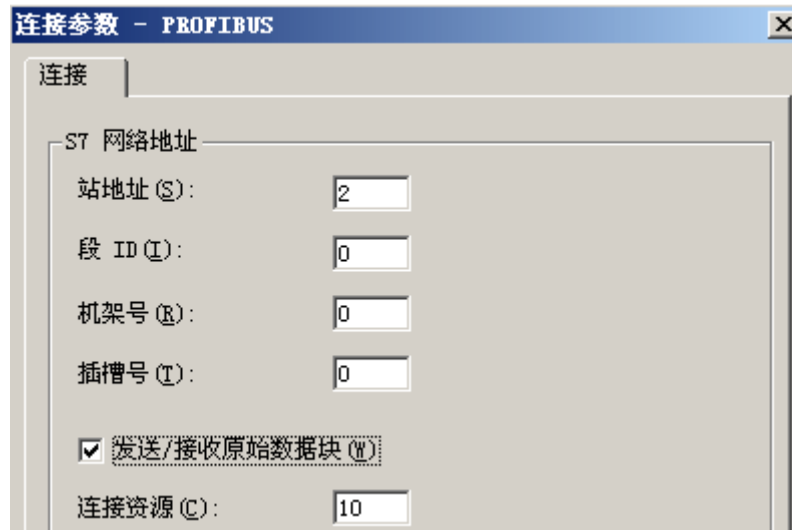 连接参数 - PROFIBUS
连接
S7 网络地址
站地址(S): 2
段 ID(I): 0
机架号(R): 0
插槽号(T): 0
发送/接收原始数据块(W)
连接资源(C): 10